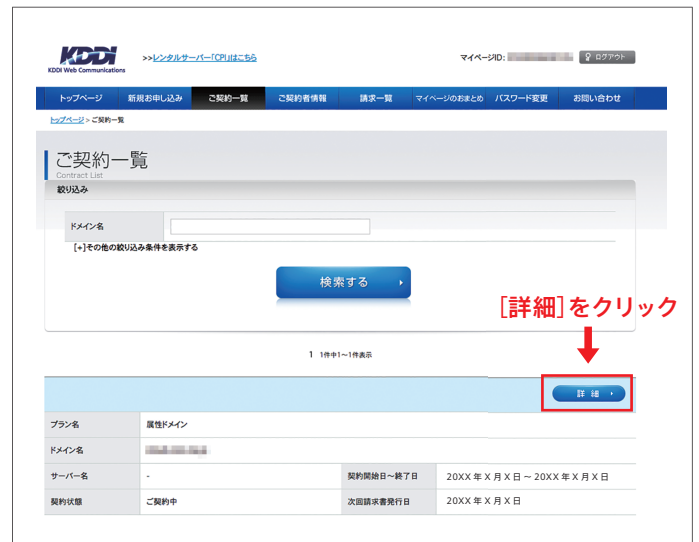 KDDI
KDDI Web Communications
>>レンタルサーバー「CPI」はこちら
マイページID:
ログアウト
トップページ 新規お申し込み ご契約一覧 ご契約者情報 請求一覧 マイページのおまとめ パスワード変更 お問い合わせ
トップページ > ご契約一覧
ご契約一覧
Contract List
絞り込み
ドメイン名
[+]その他の絞り込み条件を表示する
検索する
[詳細]をクリック
1 1件中1〜1件表示
詳細
プラン名 属性ドメイン
ドメイン名
サーバー名 - 契約開始日〜終了日 20XX 年 X 月 X 日 〜 20XX 年 X 月 X 日
契約状態 ご契約中 次回請求書発行日 20XX 年 X 月 X 日